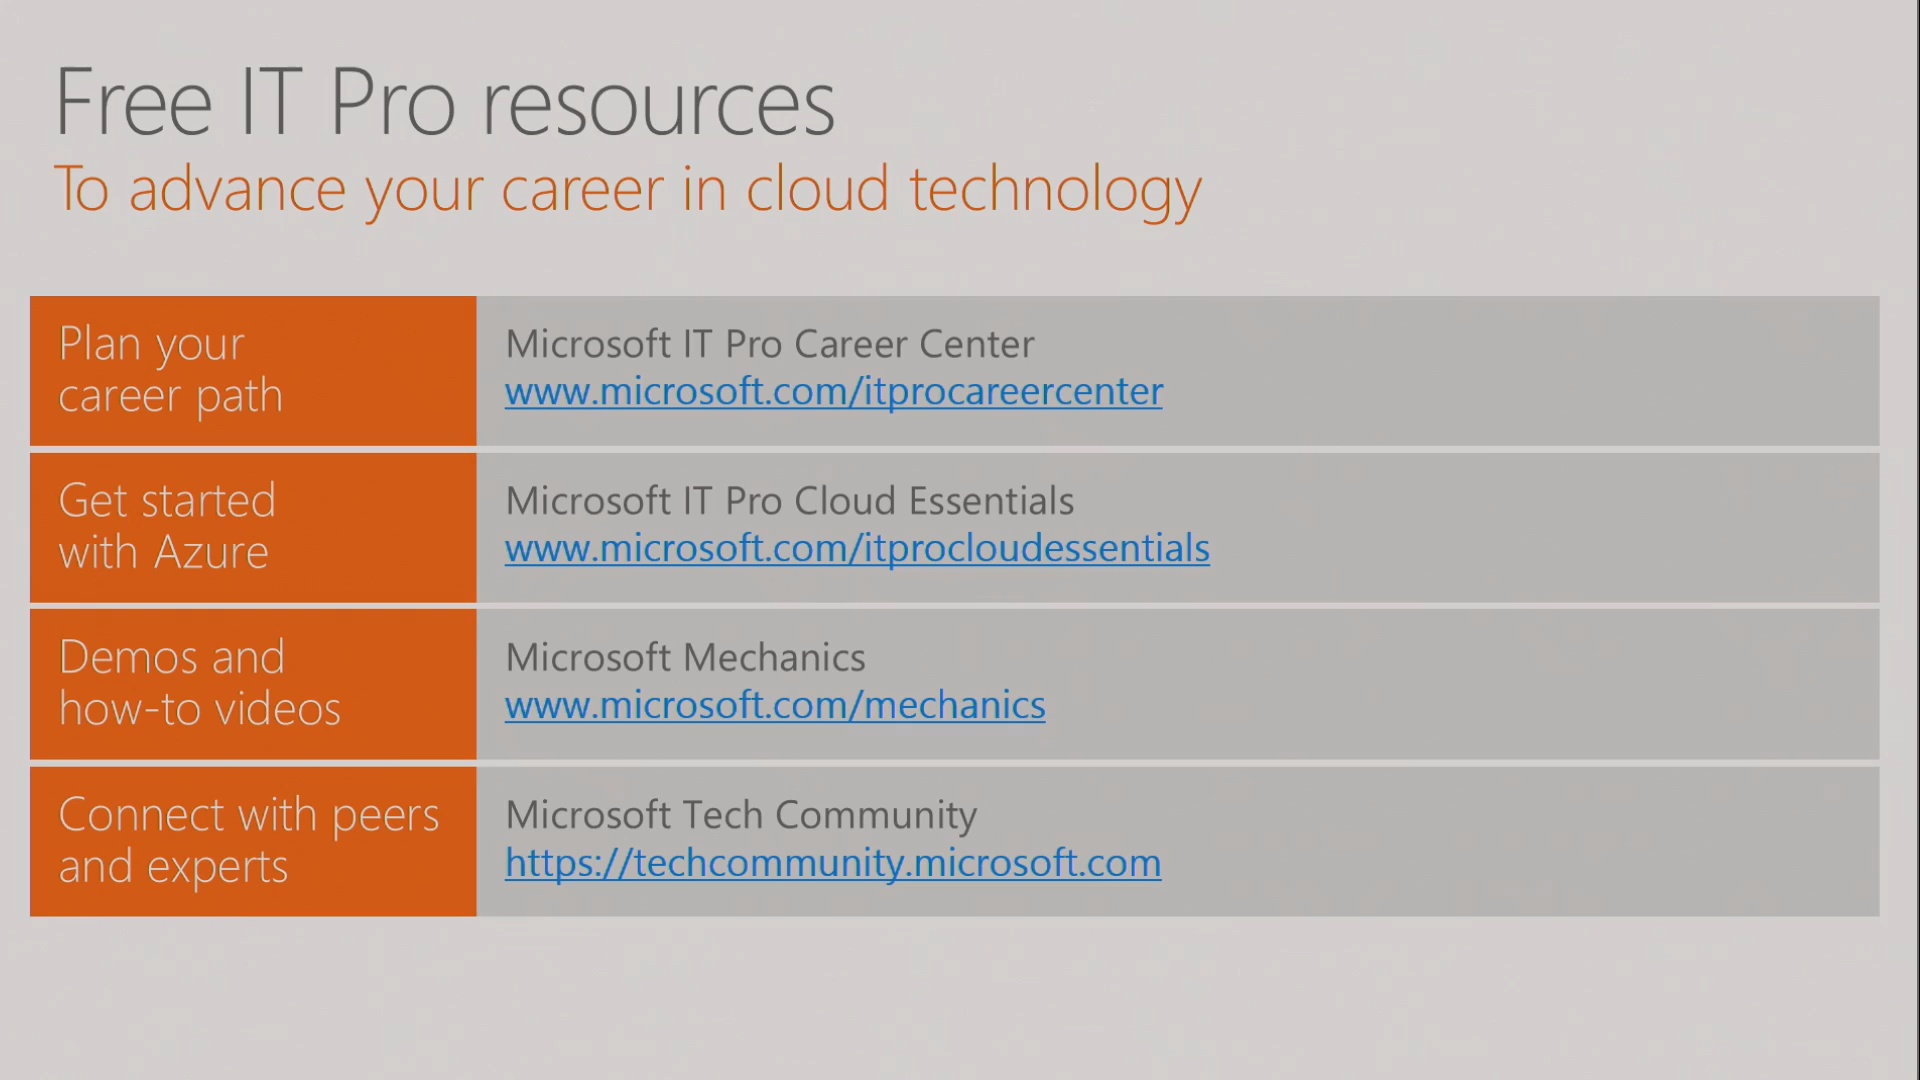 Free IT Pro resources
To advance your career in cloud technology
Plan your
career path
Microsoft IT Pro Career Center
www.microsoft.com/itprocareercenter
Get started
with Azure
Microsoft IT Pro Cloud Essentials
www.microsoft.com/itprocloudessentials
Demos and
how-to videos
Microsoft Mechanics
www.microsoft.com/mechanics
Connect with peers
and experts
Microsoft Tech Community
https://techcommunity.microsoft.com